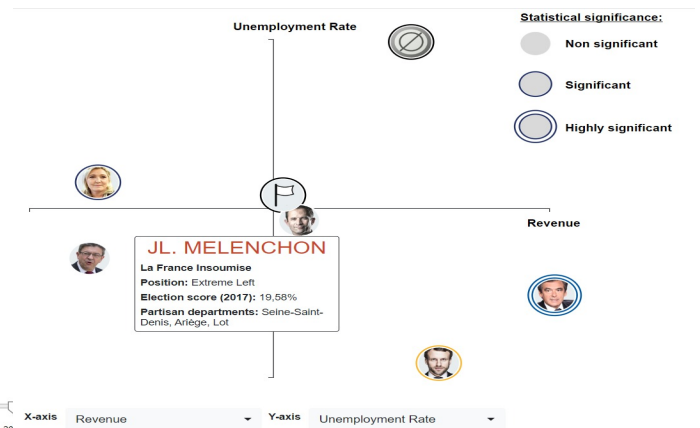 Statistical significance:
Unemployment Rate
Non significant
Significant
Highly significant
Revenue
JL. MELENCHON
La France Insoumise
Position: Extreme Left
Election score (2017): 19,58%
Partisan departments: Seine-Saint-
Denis, Ariège, Lot
X-axis Revenue Y-axis Unemployment Rate